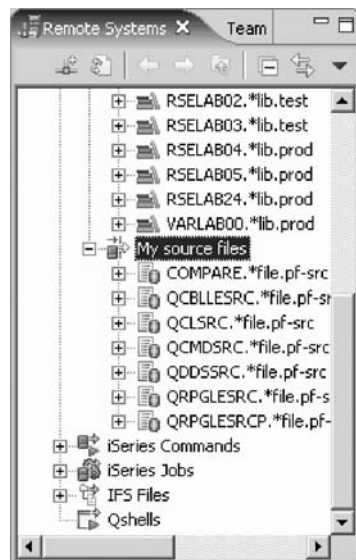 Remote Systems Team
RSELAB02.*lib.test
RSELAB03.*lib.test
RSELAB04.*lib.prod
RSELAB05.*lib.prod
RSELAB24.*lib.prod
VARLAB00.*lib.prod
My source files
COMPARE.*file.pf-src
QCBLLESRC.*file.pf-sr
QCLSRC.*file.pf-src
QCMDSRC.*file.pf-src
QDDSSRC.*file.pf-src
QRPGLESRC.*file.pf-s
QRPGLESRCP.*file.pf-
iSeries Commands
iSeries Jobs
IFS Files
Qshells